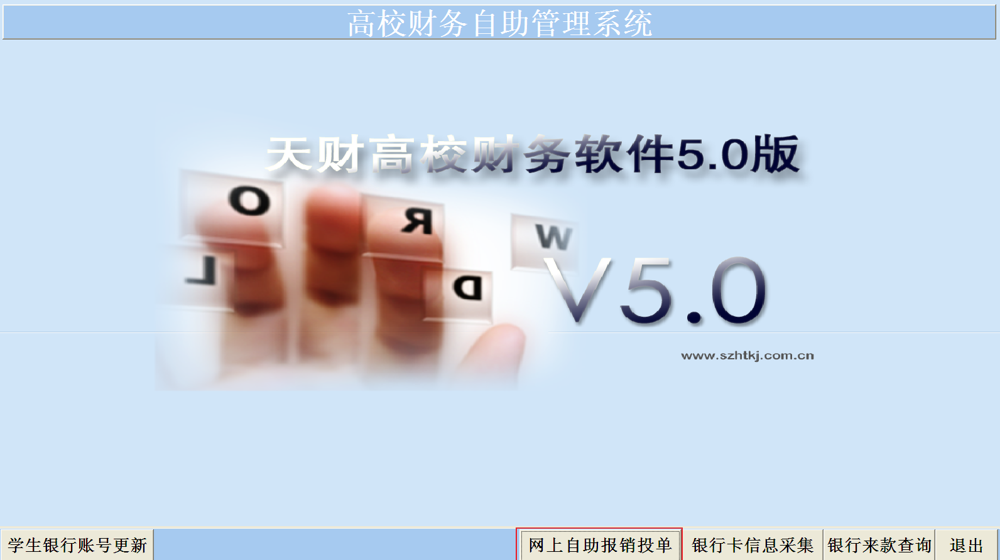 高校财务自助管理系统
天财高校财务软件5.0版
O
R
W
L
D
V5.0
www.szhtkj.com.cn
学生银行账号更新 网上自助报销投单 银行卡信息采集 银行来款查询 退出